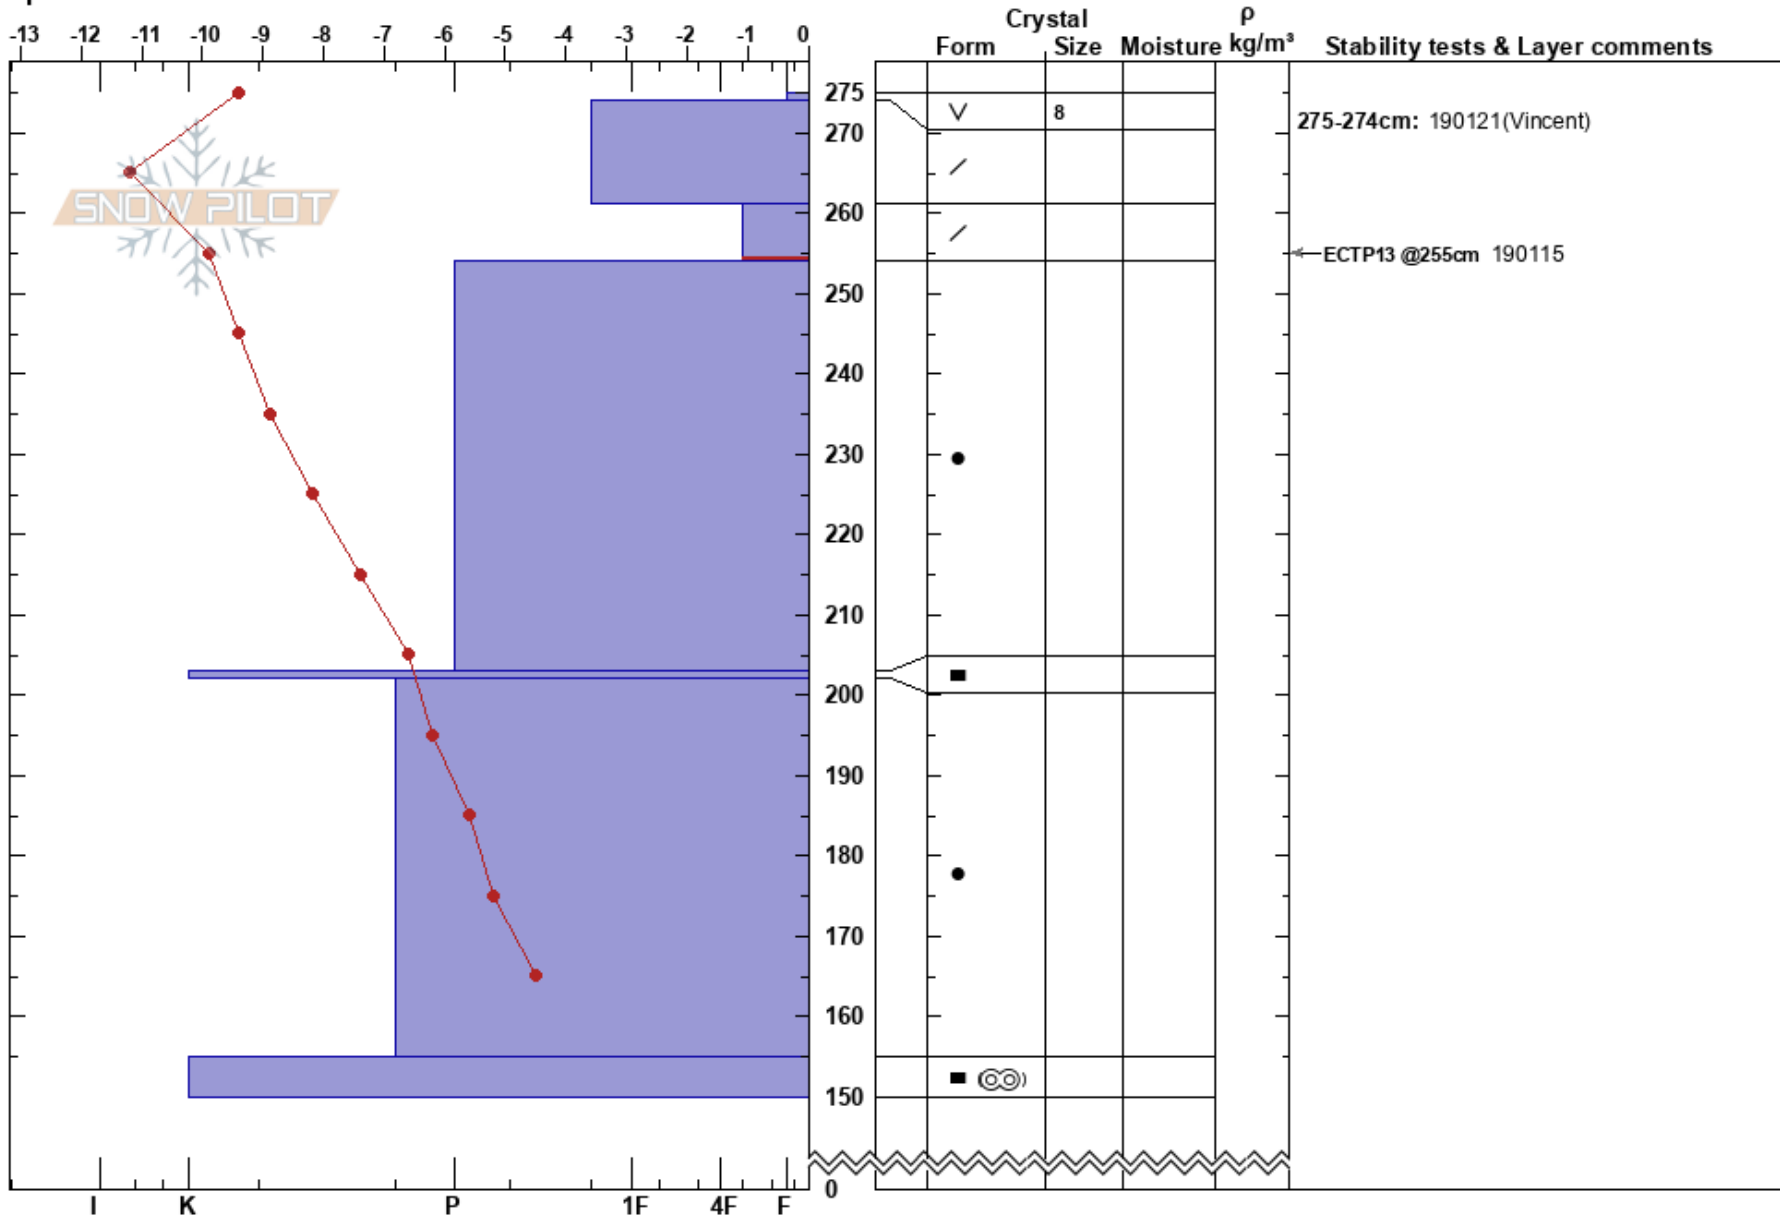 Crystal ρ
-13 -12 -11 -10 -9 -8 -7 -6 -5 -4 -3 -2 -1 0 Form Size Moisture kg/m³ Stability tests & Layer comments
275
8
275-274cm: 190121(Vincent)
270
SNOW PILOT
260
ECTP13 @255cm 190115
250
240
230
220
210
200
190
180
170
160
150
0
I K P 1F 4F F